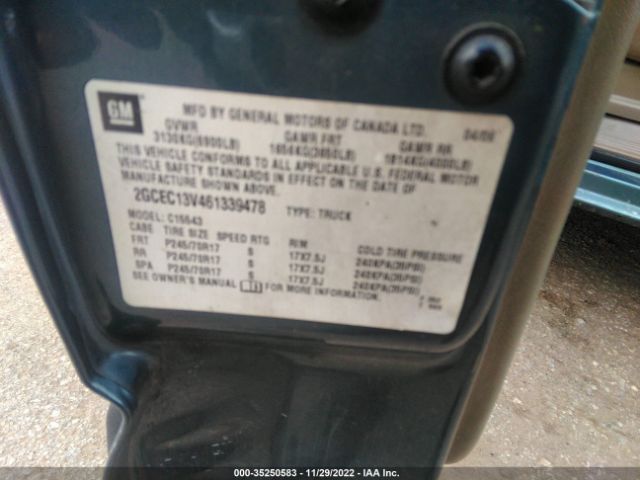 GM
MFD BY GENERAL MOTORS OF CANADA LTD. 04/06
GVWR GAWR FRT GAWR RR
3130KG(6900LB) 1656KG(3650LB) 1814KG(4000LB)
THIS VEHICLE CONFORMS TO ALL APPLICABLE U.S. FEDERAL MOTOR
VEHICLE SAFETY STANDARDS IN EFFECT ON THE DATE OF
MANUFACTURE SHOWN ABOVE.
2GCEC13V461339478 TYPE: TRUCK
MODEL: C15543
TIRE SIZE SPEED RTG RIM COLD TIRE PRESSURE
FRT P245/70R17 S 17X7.5J 240KPA(35PSI)
RR P245/70R17 S 17X7.5J 240KPA(35PSI)
SPA P245/70R17 S 17X7.5J 240KPA(35PSI)
SEE OWNER'S MANUAL FOR MORE INFORMATION.
000-35250583 - 11/29/2022 - IAA Inc.